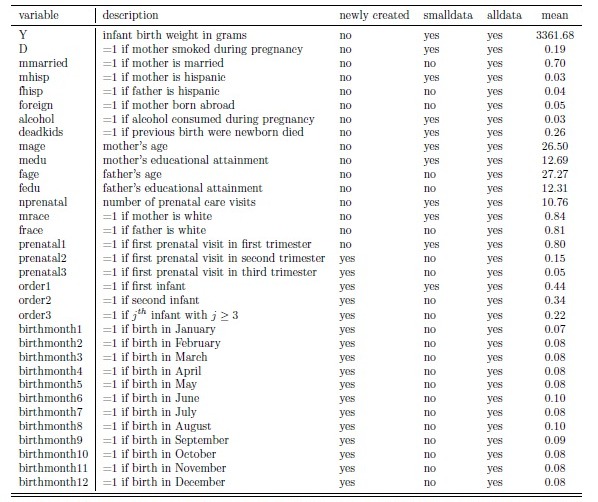 variable description newly created smalldata alldata mean
Y infant birth weight in grams no yes yes 3361.68
D =1 if mother smoked during pregnancy no yes yes 0.19
mmarried =1 if mother is married no no yes 0.70
mhisp =1 if mother is hispanic no yes yes 0.03
fhisp =1 if father is hispanic no no yes 0.04
foreign =1 if mother born abroad no no yes 0.05
alcohol =1 if alcohol consumed during pregnancy no yes yes 0.03
deadkids =1 if previous birth were newborn died no yes yes 0.26
mage mother's age no yes yes 26.50
medu mother's educational attainment no yes yes 12.69
fage father's age no no yes 27.27
fedu father's educational attainment no no yes 12.31
nprenatal number of prenatal care visits no yes yes 10.76
mrace =1 if mother is white no yes yes 0.84
frace =1 if father is white no no yes 0.81
prenatal1 =1 if first prenatal visit in first trimester no yes yes 0.80
prenatal2 =1 if first prenatal visit in second trimester yes no yes 0.15
prenatal3 =1 if first prenatal visit in third trimester yes no yes 0.05
order1 =1 if first infant yes yes yes 0.44
order2 =1 if second infant yes no yes 0.34
order3 =1 if jth infant with j ≥ 3 yes no yes 0.22
birthmonth1 =1 if birth in January yes no yes 0.07
birthmonth2 =1 if birth in February yes no yes 0.08
birthmonth3 =1 if birth in March yes no yes 0.08
birthmonth4 =1 if birth in April yes no yes 0.08
birthmonth5 =1 if birth in May yes no yes 0.08
birthmonth6 =1 if birth in June yes no yes 0.10
birthmonth7 =1 if birth in July yes no yes 0.08
birthmonth8 =1 if birth in August yes no yes 0.10
birthmonth9 =1 if birth in September yes no yes 0.09
birthmonth10 =1 if birth in October yes no yes 0.08
birthmonth11 =1 if birth in November yes no yes 0.08
birthmonth12 =1 if birth in December yes no yes 0.08